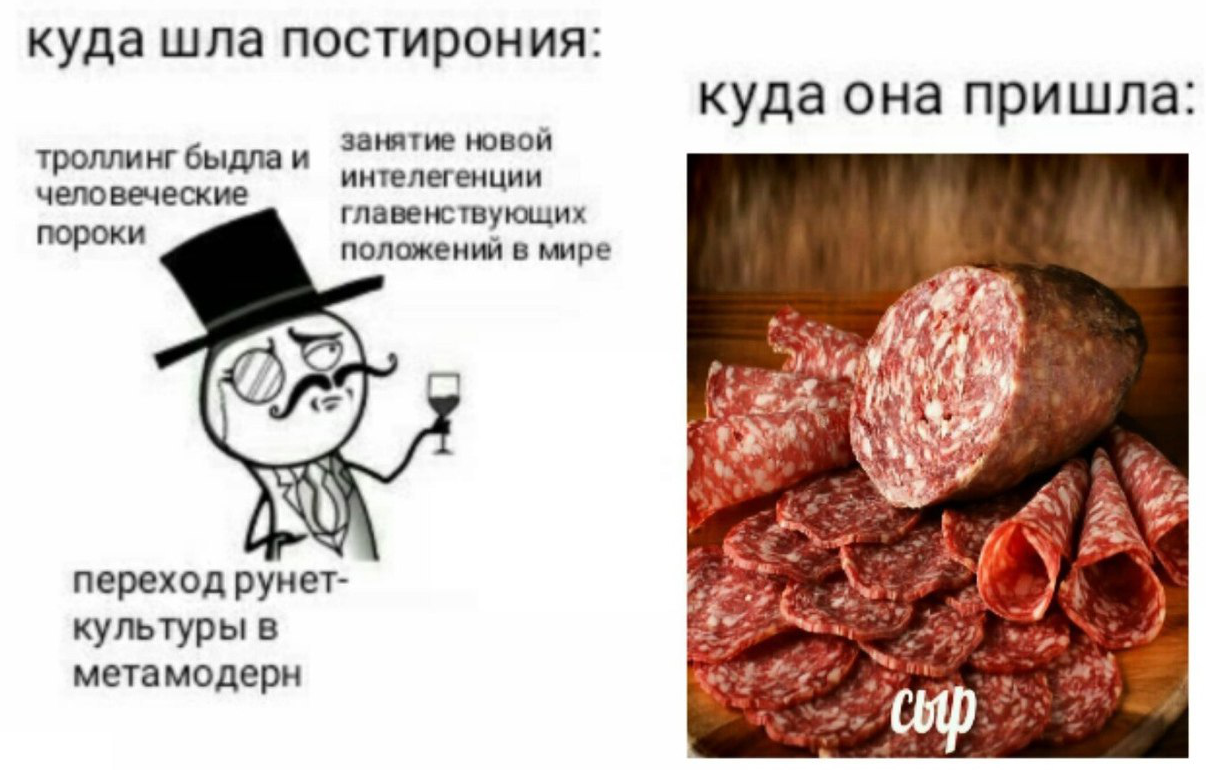 куда шла постирония:
троллинг быдла и
человеческие
пороки
занятие новой
интелегенции
главенствующих
положений в мире
переход рунет-
культуры в
метамодерн
куда она пришла:
сыр